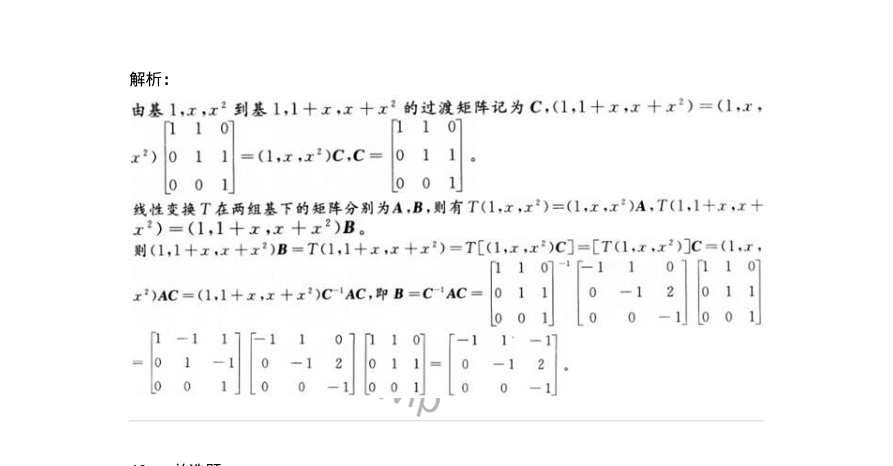 解析：
由基 1,x,x² 到基 1,1+x,x+x² 的过渡矩阵记为 C,(1,1+x,x+x²)=(1,x,
x²)[1 1 0; 0 1 1; 0 0 1]=(1,x,x²)C,C=[1 1 0; 0 1 1; 0 0 1]。
线性变换 T 在两组基下的矩阵分别为 A,B,则有 T(1,x,x²)=(1,x,x²)A,T(1,1+x,x+
x²)=(1,1+x,x+x²)B。
则(1,1+x,x+x²)B=T(1,1+x,x+x²)=T[(1,x,x²)C]=[T(1,x,x²)]C=(1,x,
x²)AC=(1,1+x,x+x²)C⁻¹AC,即 B=C⁻¹AC=[1 1 0; 0 1 1; 0 0 1]⁻¹[-1 1 0; 0 -1 2; 0 0 -1][1 1 0; 0 1 1; 0 0 1]
=[1 -1 1; 0 1 -1; 0 0 1][-1 1 0; 0 -1 2; 0 0 -1][1 1 0; 0 1 1; 0 0 1]=[-1 1 -1; 0 -1 2; 0 0 -1]。